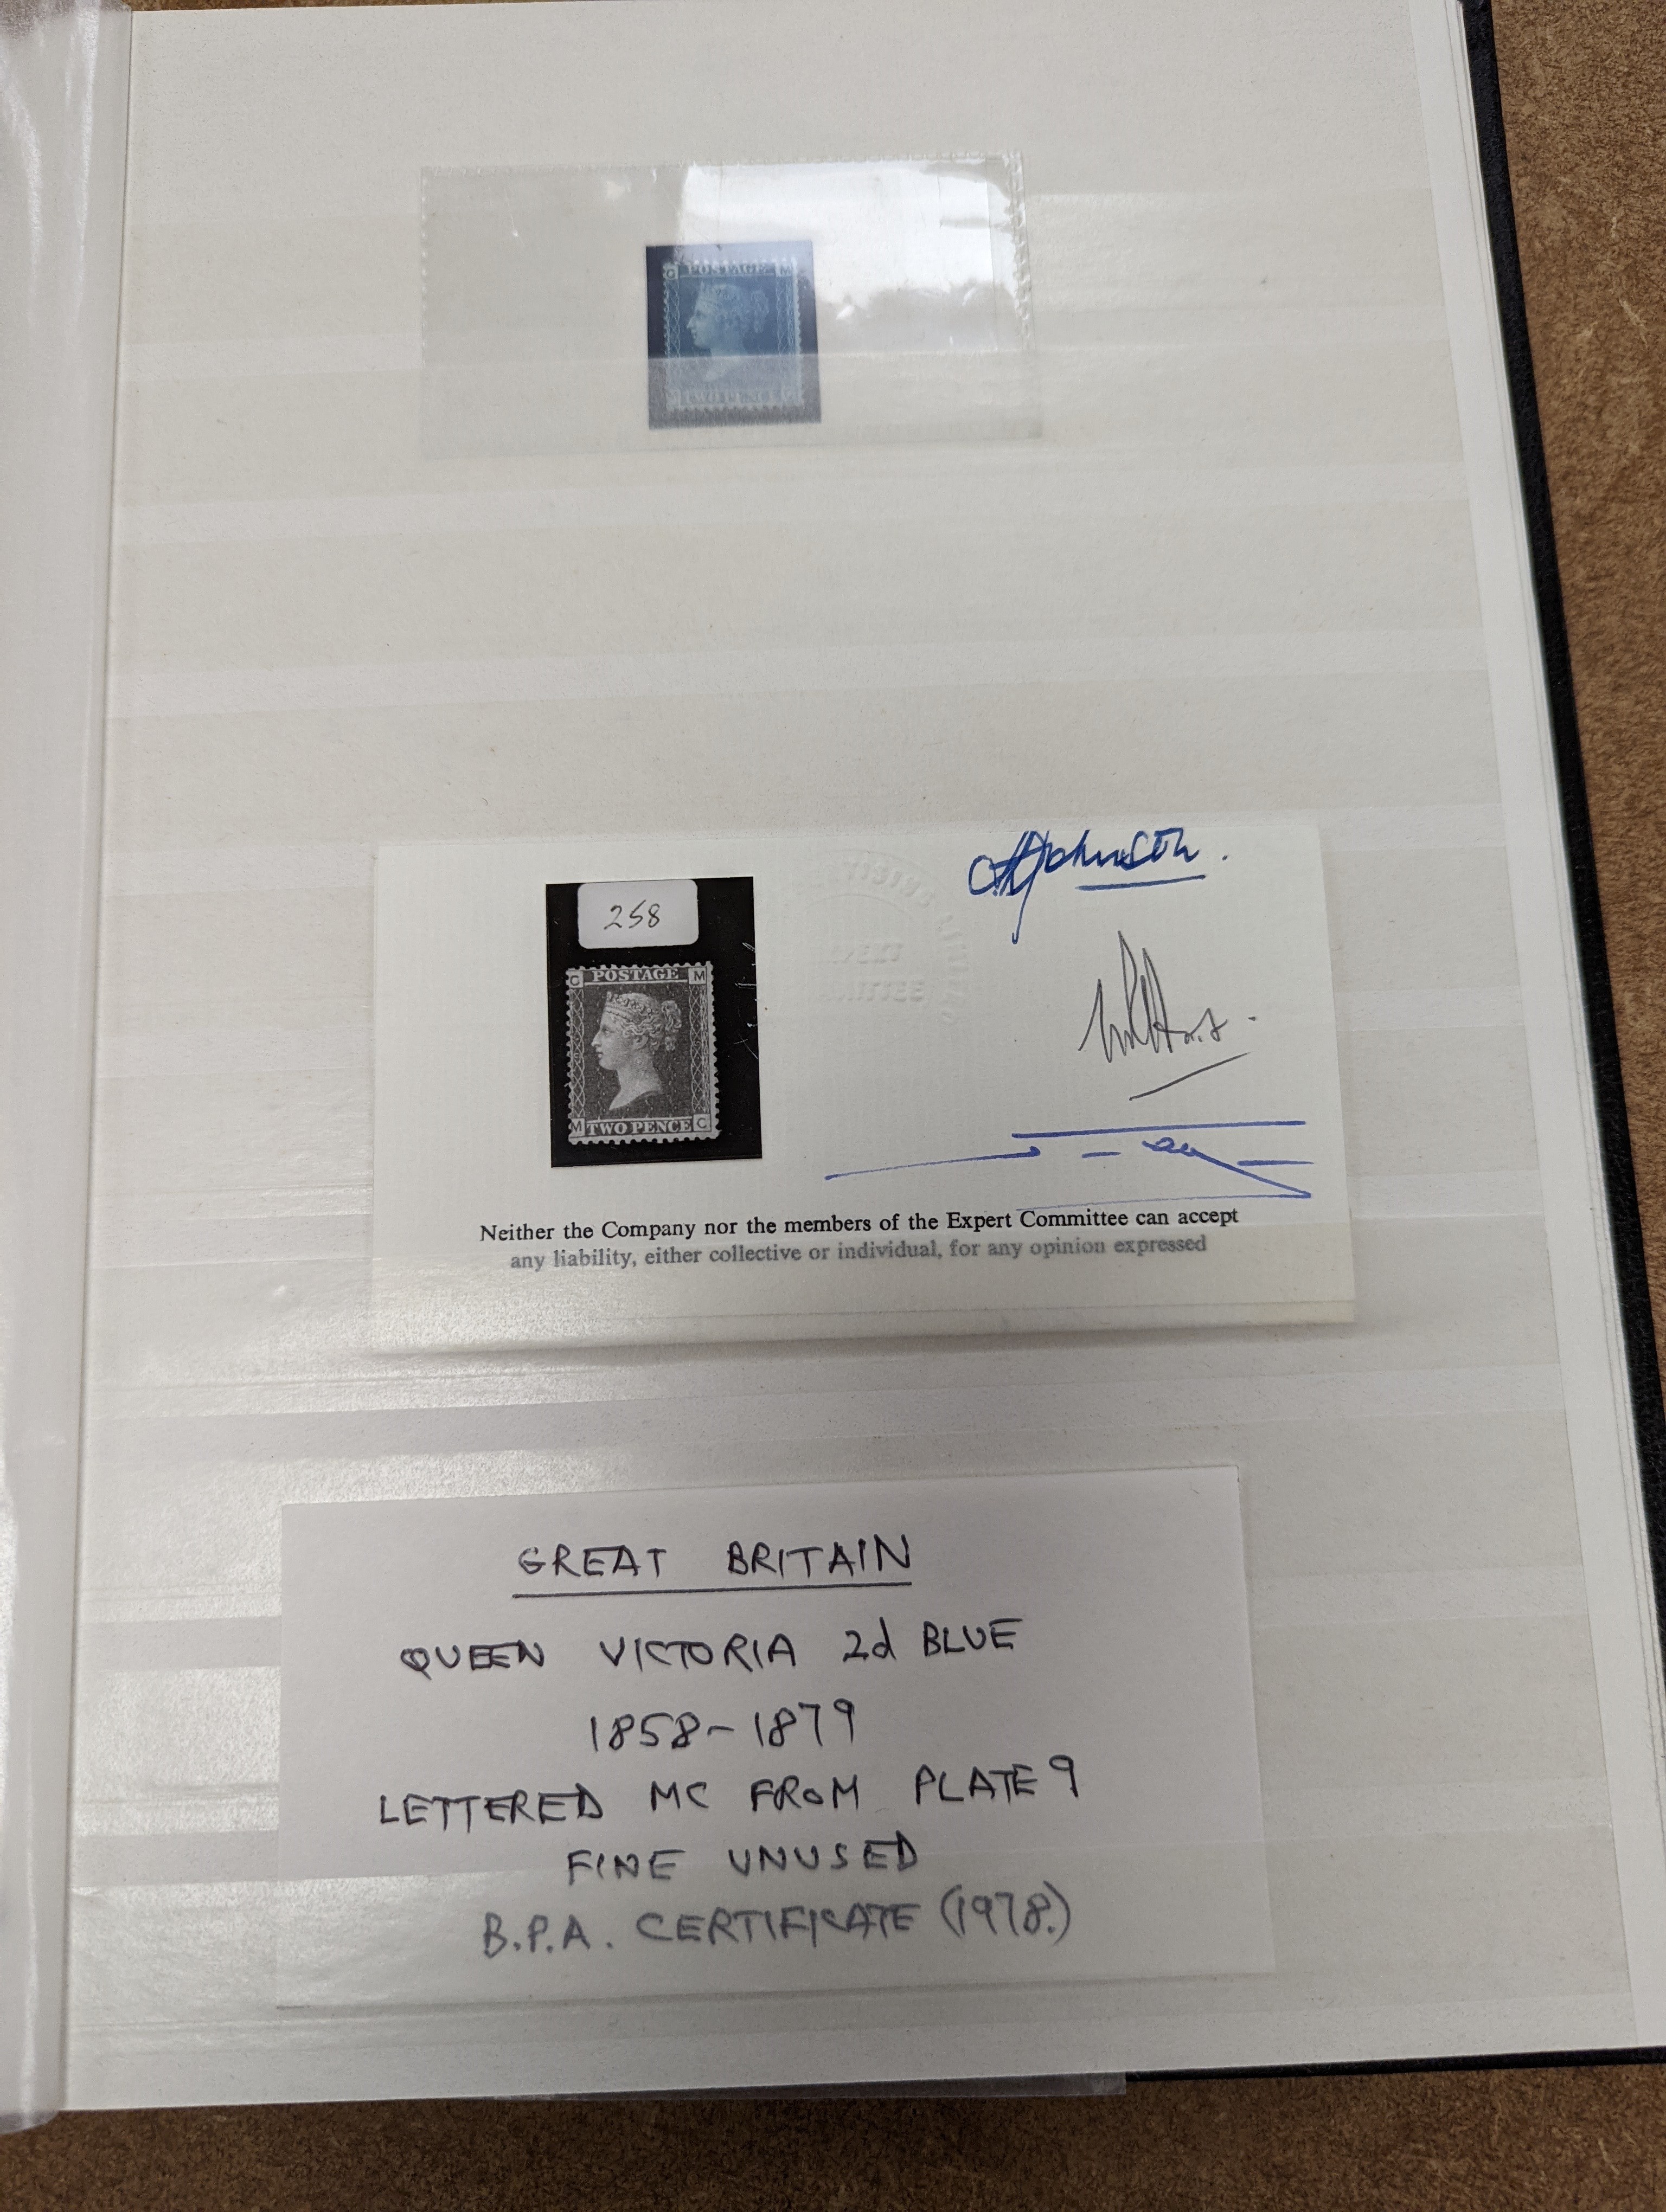 G POSTAGE M
TWO PENCE
Johnson.
258
C POSTAGE M
M TWO PENCE C
Neither the Company nor the members of the Expert Committee can accept
any liability, either collective or individual, for any opinion expressed
GREAT BRITAIN
QUEEN VICTORIA 2d BLUE
1858-1879
LETTERED MC FROM PLATE 9
FINE UNUSED
B.P.A. CERTIFICATE (1978.)